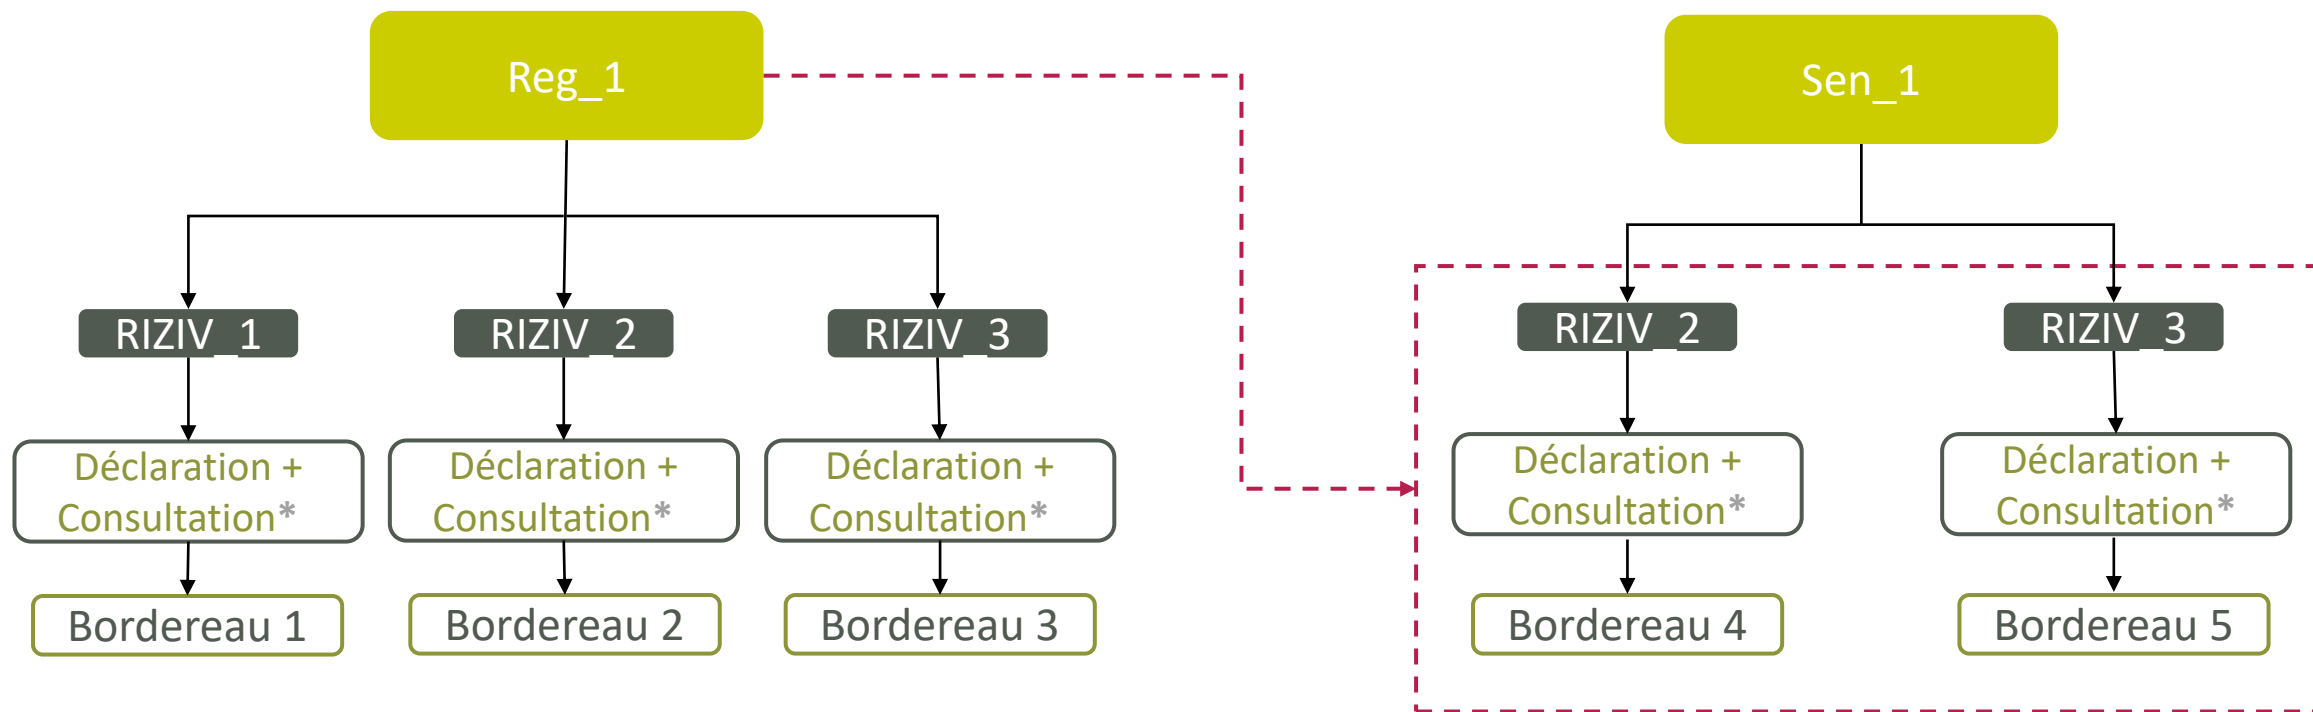 Reg_1
Sen_1
RIZIV_1
RIZIV_2
RIZIV_3
RIZIV_2
RIZIV_3
Déclaration +
Consultation*
Déclaration +
Consultation*
Déclaration +
Consultation*
Déclaration +
Consultation*
Déclaration +
Consultation*
Bordereau 1
Bordereau 2
Bordereau 3
Bordereau 4
Bordereau 5